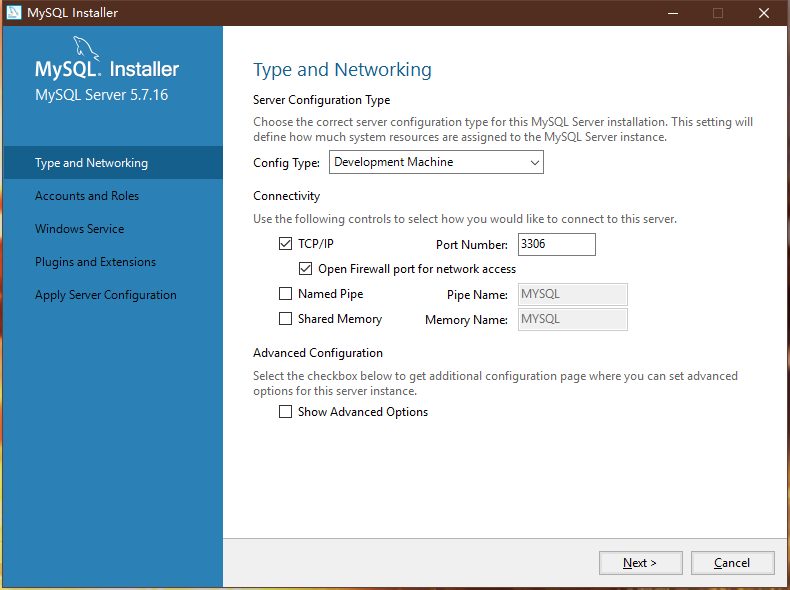 MySQL Installer
MySQL® Installer
MySQL Server 5.7.16
Type and Networking
Accounts and Roles
Windows Service
Plugins and Extensions
Apply Server Configuration
Type and Networking
Server Configuration Type
Choose the correct server configuration type for this MySQL Server installation. This setting will
define how much system resources are assigned to the MySQL Server instance.
Config Type: Development Machine
Connectivity
Use the following controls to select how you would like to connect to this server.
TCP/IP Port Number: 3306
Open Firewall port for network access
Named Pipe Pipe Name: MYSQL
Shared Memory Memory Name: MYSQL
Advanced Configuration
Select the checkbox below to get additional configuration page where you can set advanced
options for this server instance.
Show Advanced Options
Next > Cancel